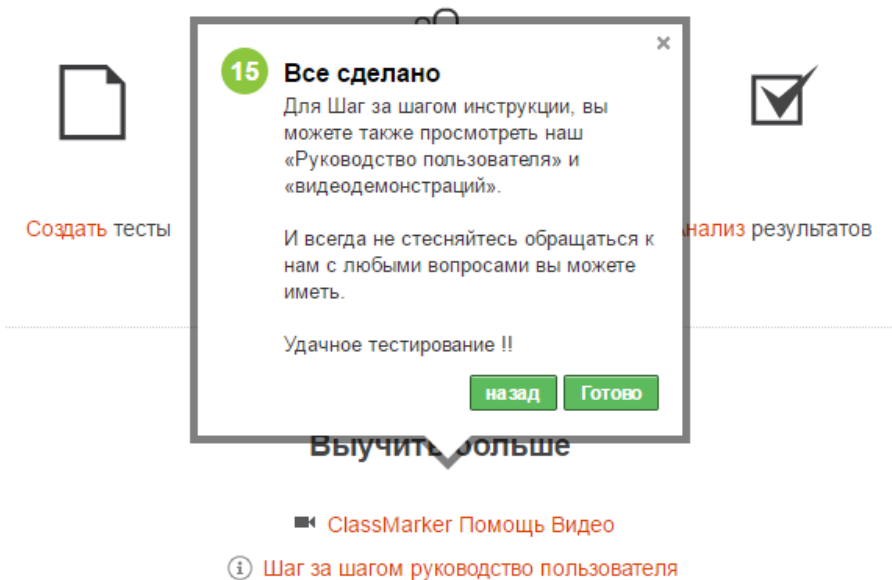 15 Все сделано
Для Шаг за шагом инструкции, вы
можете также просмотреть наш
«Руководство пользователя» и
«видеодемонстраций».
И всегда не стесняйтесь обращаться к
нам с любыми вопросами вы можете
иметь.
Удачное тестирование !!
назад Готово
Создать тесты
нализ результатов
Выучить больше
ClassMarker Помощь Видео
Шаг за шагом руководство пользователя